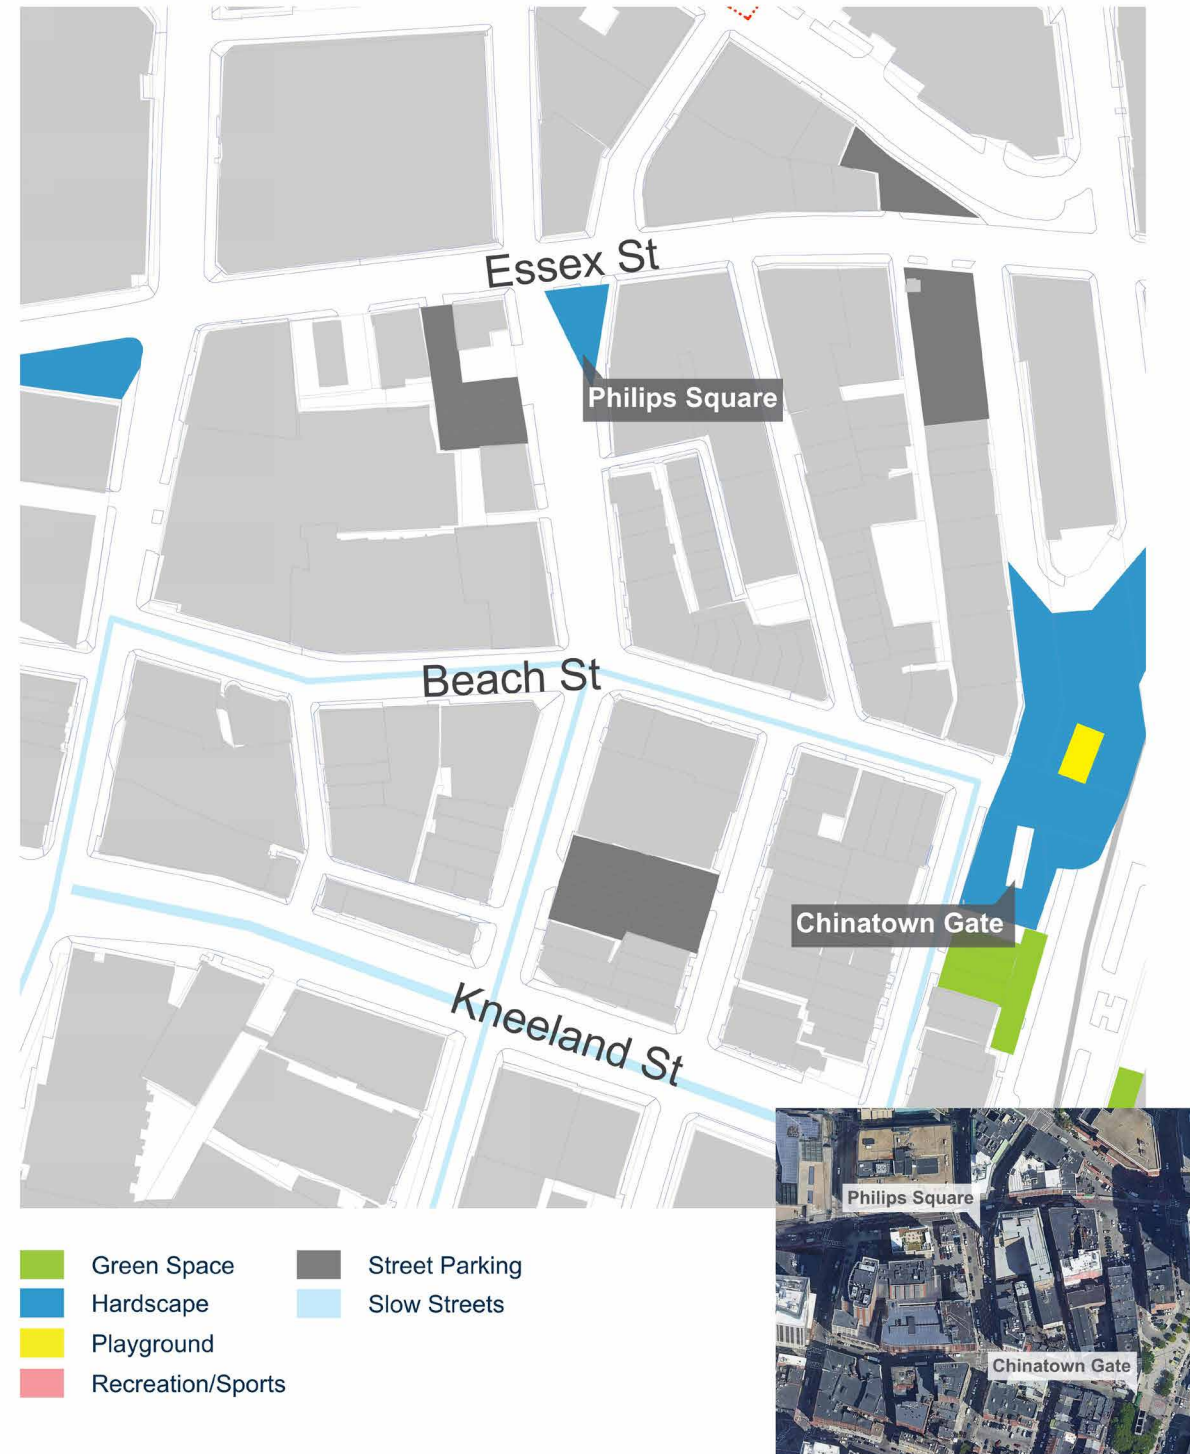 Essex St
Philips Square
Beach St
Chinatown Gate
Kneeland St
Green Space
Hardscape
Playground
Recreation/Sports
Street Parking
Slow Streets
Philips Square
Chinatown Gate